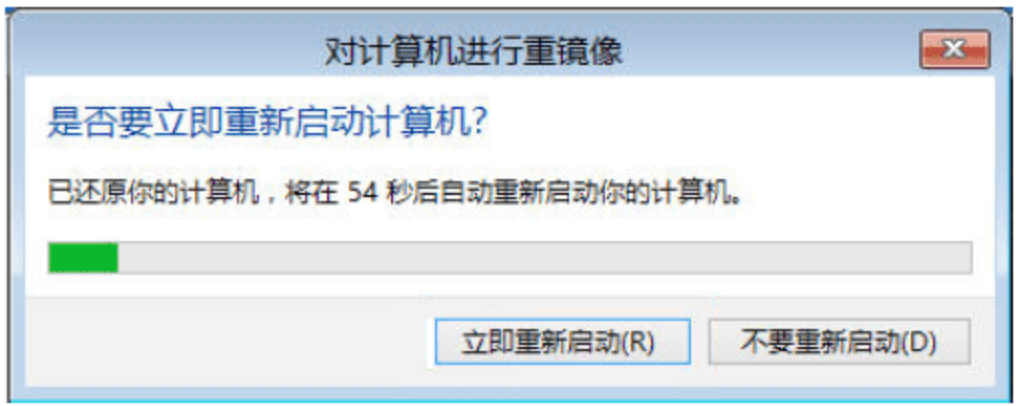 对计算机进行重镜像
是否要立即重新启动计算机?
已还原你的计算机，将在 54 秒后自动重新启动你的计算机。
立即重新启动(R)
不要重新启动(D)